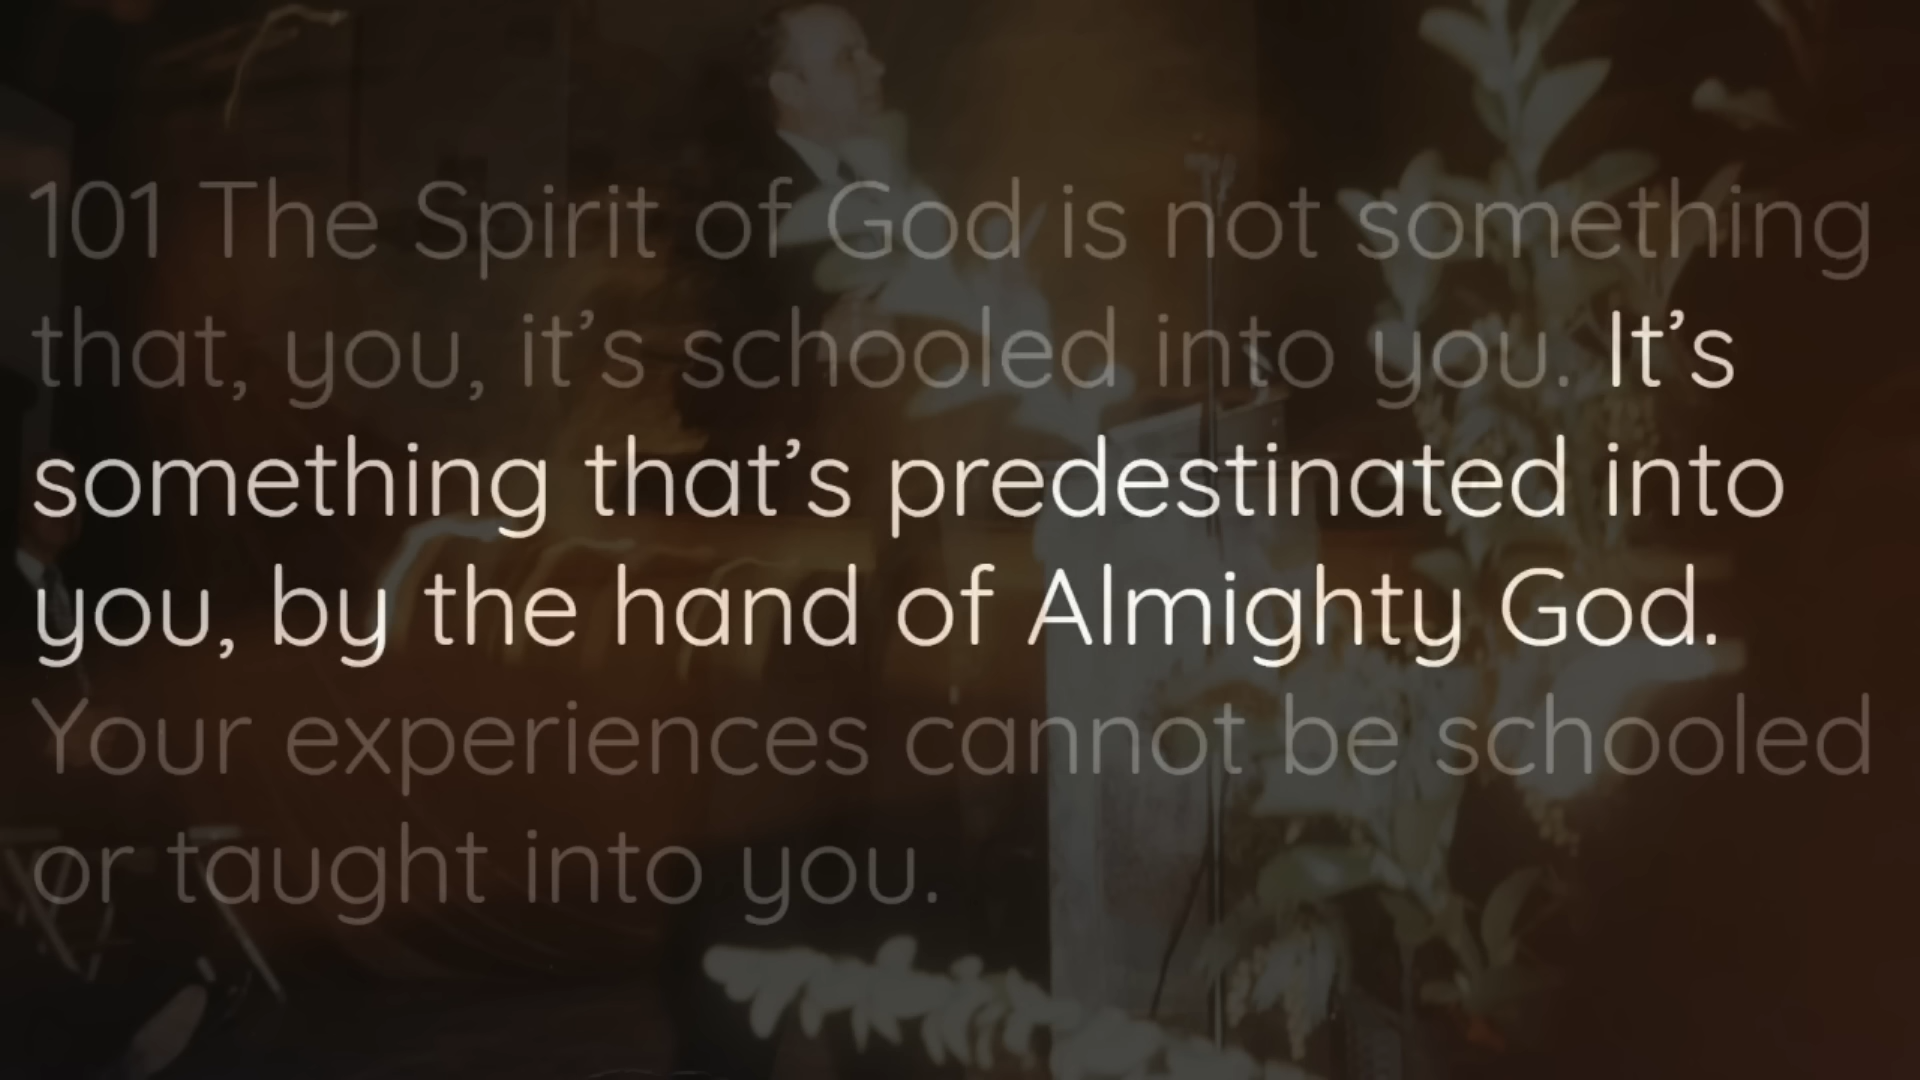 101 The Spirit of God is not something
that, you, it’s schooled into you. It’s
something that’s predestinated into
you, by the hand of Almighty God.
Your experiences cannot be schooled
or taught into you.